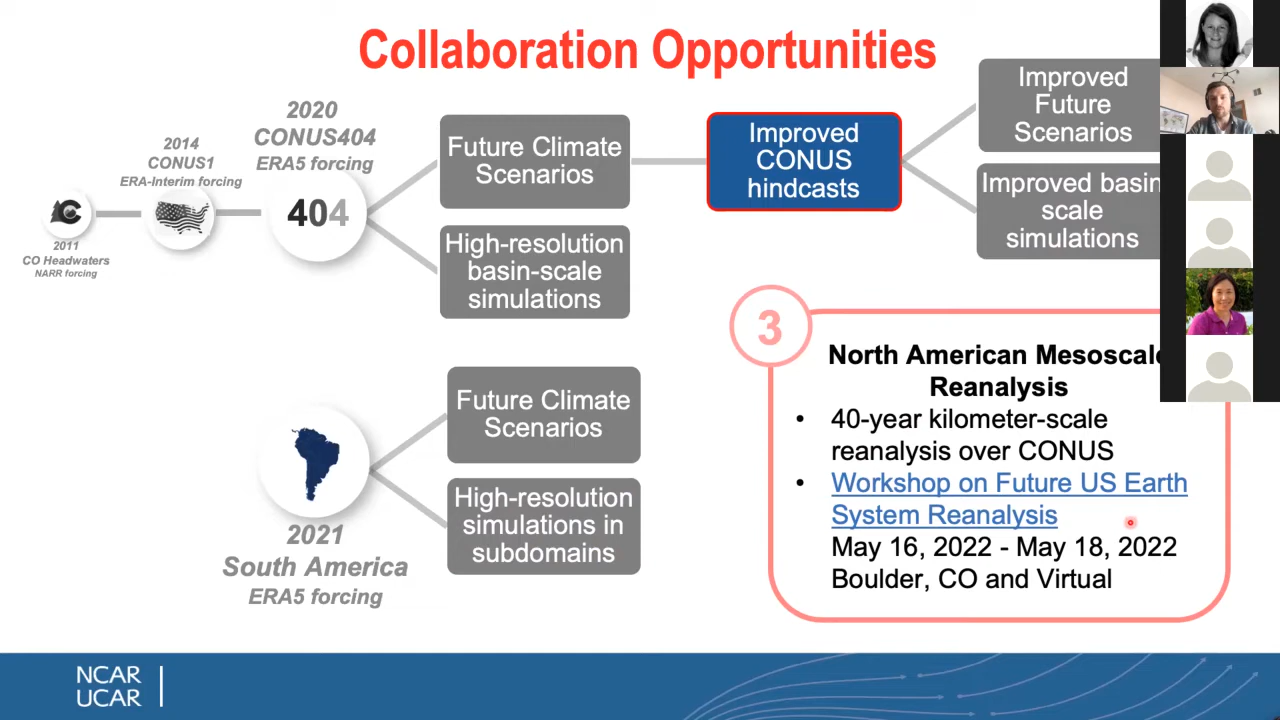 Collaboration Opportunities
2011
CO Headwaters
NARR forcing
2014
CONUS1
ERA-Interim forcing
2020
CONUS404
ERA5 forcing
404
Future Climate
Scenarios
High-resolution
basin-scale
simulations
Improved
CONUS
hindcasts
Improved
Future
Scenarios
Improved basin
scale
simulations
2021
South America
ERA5 forcing
Future Climate
Scenarios
High-resolution
simulations in
subdomains
3
North American Mesoscale
Reanalysis
• 40-year kilometer-scale
reanalysis over CONUS
• Workshop on Future US Earth
System Reanalysis
May 16, 2022 - May 18, 2022
Boulder, CO and Virtual
NCAR
UCAR